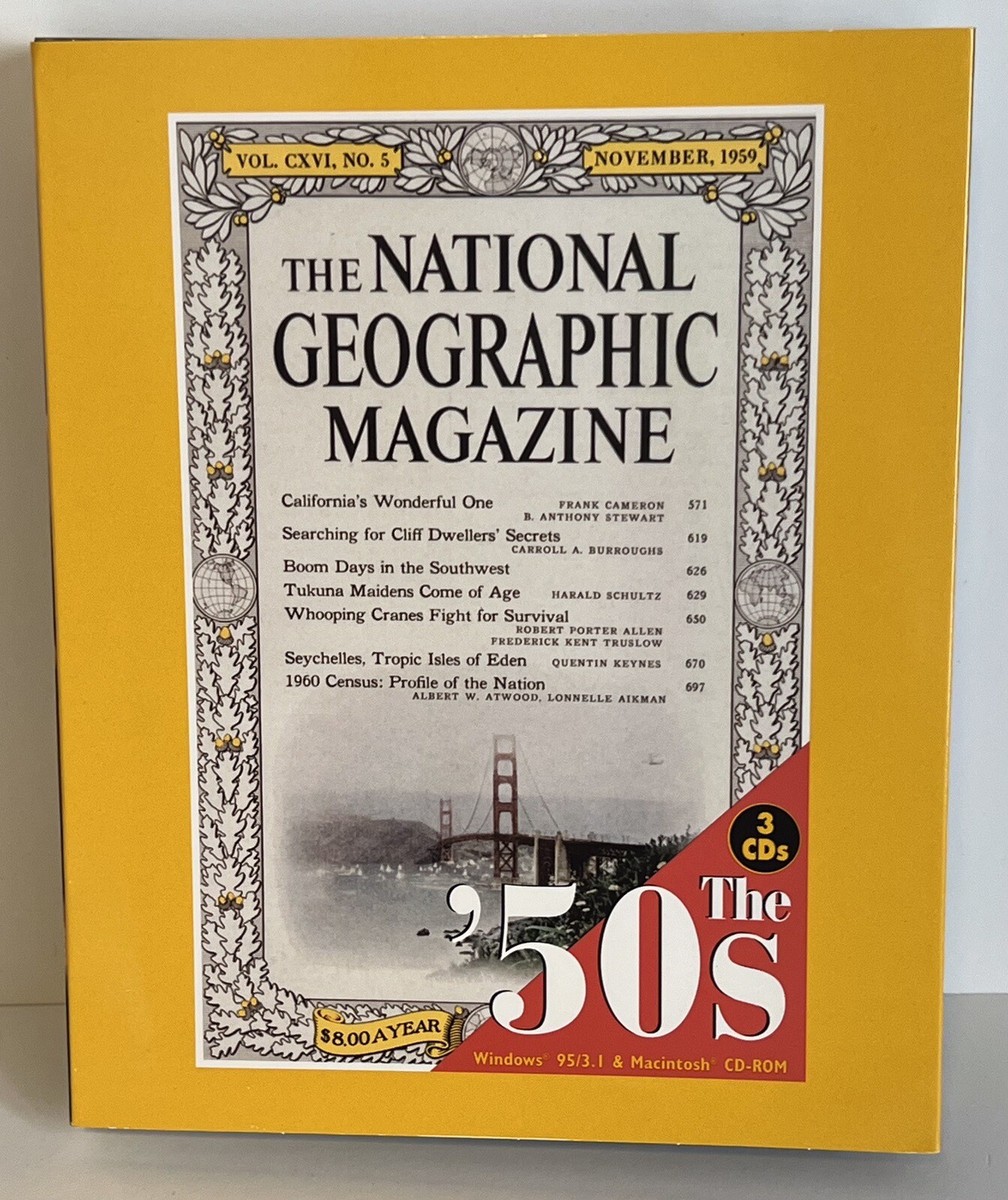 VOL. CXVI, NO. 5
NOVEMBER, 1959
THE NATIONAL
GEOGRAPHIC
MAGAZINE
California's Wonderful One FRANK CAMERON 571
B. ANTHONY STEWART
Searching for Cliff Dwellers' Secrets 619
CARROLL A. BURROUGHS
Boom Days in the Southwest 626
Tukuna Maidens Come of Age HARALD SCHULTZ 629
Whooping Cranes Fight for Survival 650
ROBERT PORTER ALLEN
FREDERICK KENT TRUSLOW
Seychelles, Tropic Isles of Eden QUENTIN KEYNES 670
1960 Census: Profile of the Nation 697
ALBERT W. ATWOOD, LONNELLE AIKMAN
3
CDs
The
'50s
$8.00 A YEAR
Windows® 95/3.1 & Macintosh® CD-ROM